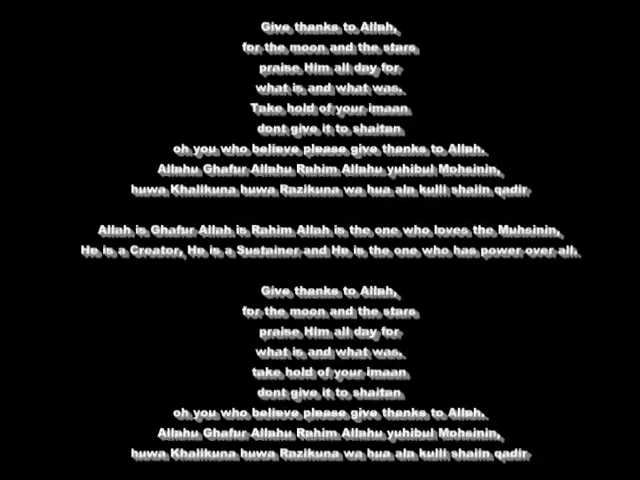 Give thanks to Allah,
for the moon and the stars
praise Him all day for
what is and what was.
Take hold of your imaan
dont give it to shaitan
oh you who believe please give thanks to Allah.
Allahu Ghafur Allahu Rahim Allahu yuhibul Mohsinin,
huwa Khalikuna huwa Razikuna wa hua ala kulli shaiin qadir
Allah is Ghafur Allah is Rahim Allah is the one who loves the Muhsinin,
He is a Creator, He is a Sustainer and He is the one who has power over all.
Give thanks to Allah,
for the moon and the stars
praise Him all day for
what is and what was.
take hold of your imaan
dont give it to shaitan
oh you who believe please give thanks to Allah.
Allahu Ghafur Allahu Rahim Allahu yuhibul Mohsinin,
huwa Khalikuna huwa Razikuna wa hua ala kulli shaiin qadir